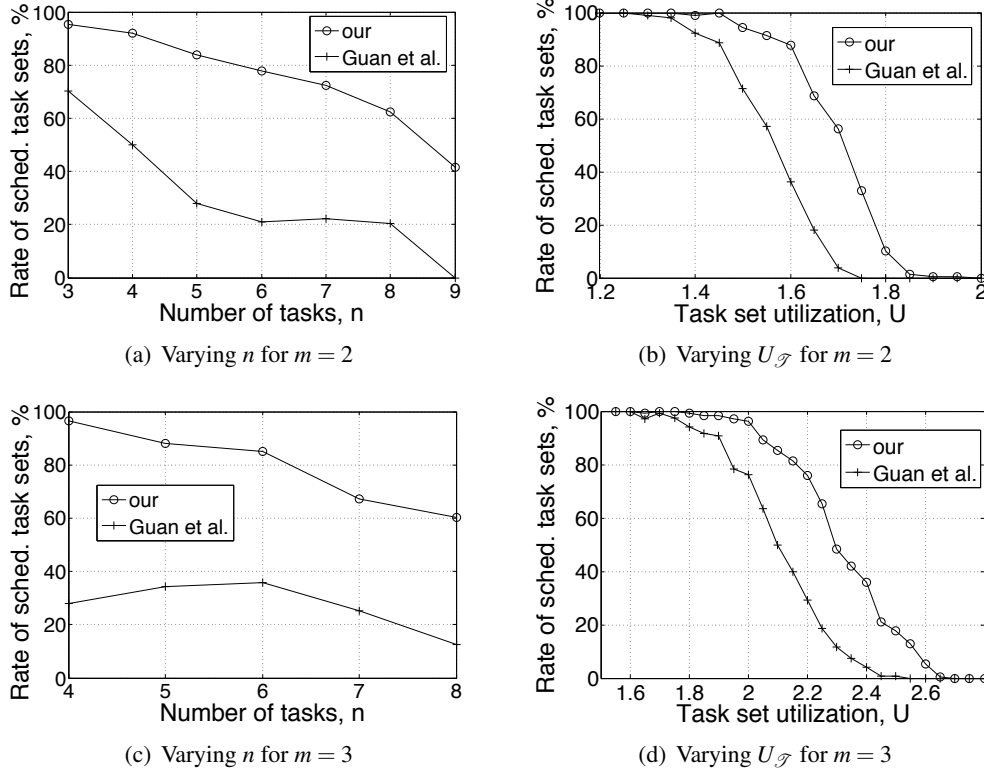 Rate of sched. task sets, %
100
80
60
40
20
0
our
Guan et al.
3 4 5 6 7 8 9
Number of tasks, n
(a) Varying n for m = 2
Rate of sched. task sets, %
100
80
60
40
20
0
our
Guan et al.
1.2 1.4 1.6 1.8 2
Task set utilization, U
(b) Varying U𝒯 for m = 2
Rate of sched. task sets, %
100
80
60
40
20
0
our
Guan et al.
4 5 6 7 8
Number of tasks, n
(c) Varying n for m = 3
Rate of sched. task sets, %
100
80
60
40
20
0
our
Guan et al.
1.6 1.8 2 2.2 2.4 2.6
Task set utilization, U
(d) Varying U𝒯 for m = 3